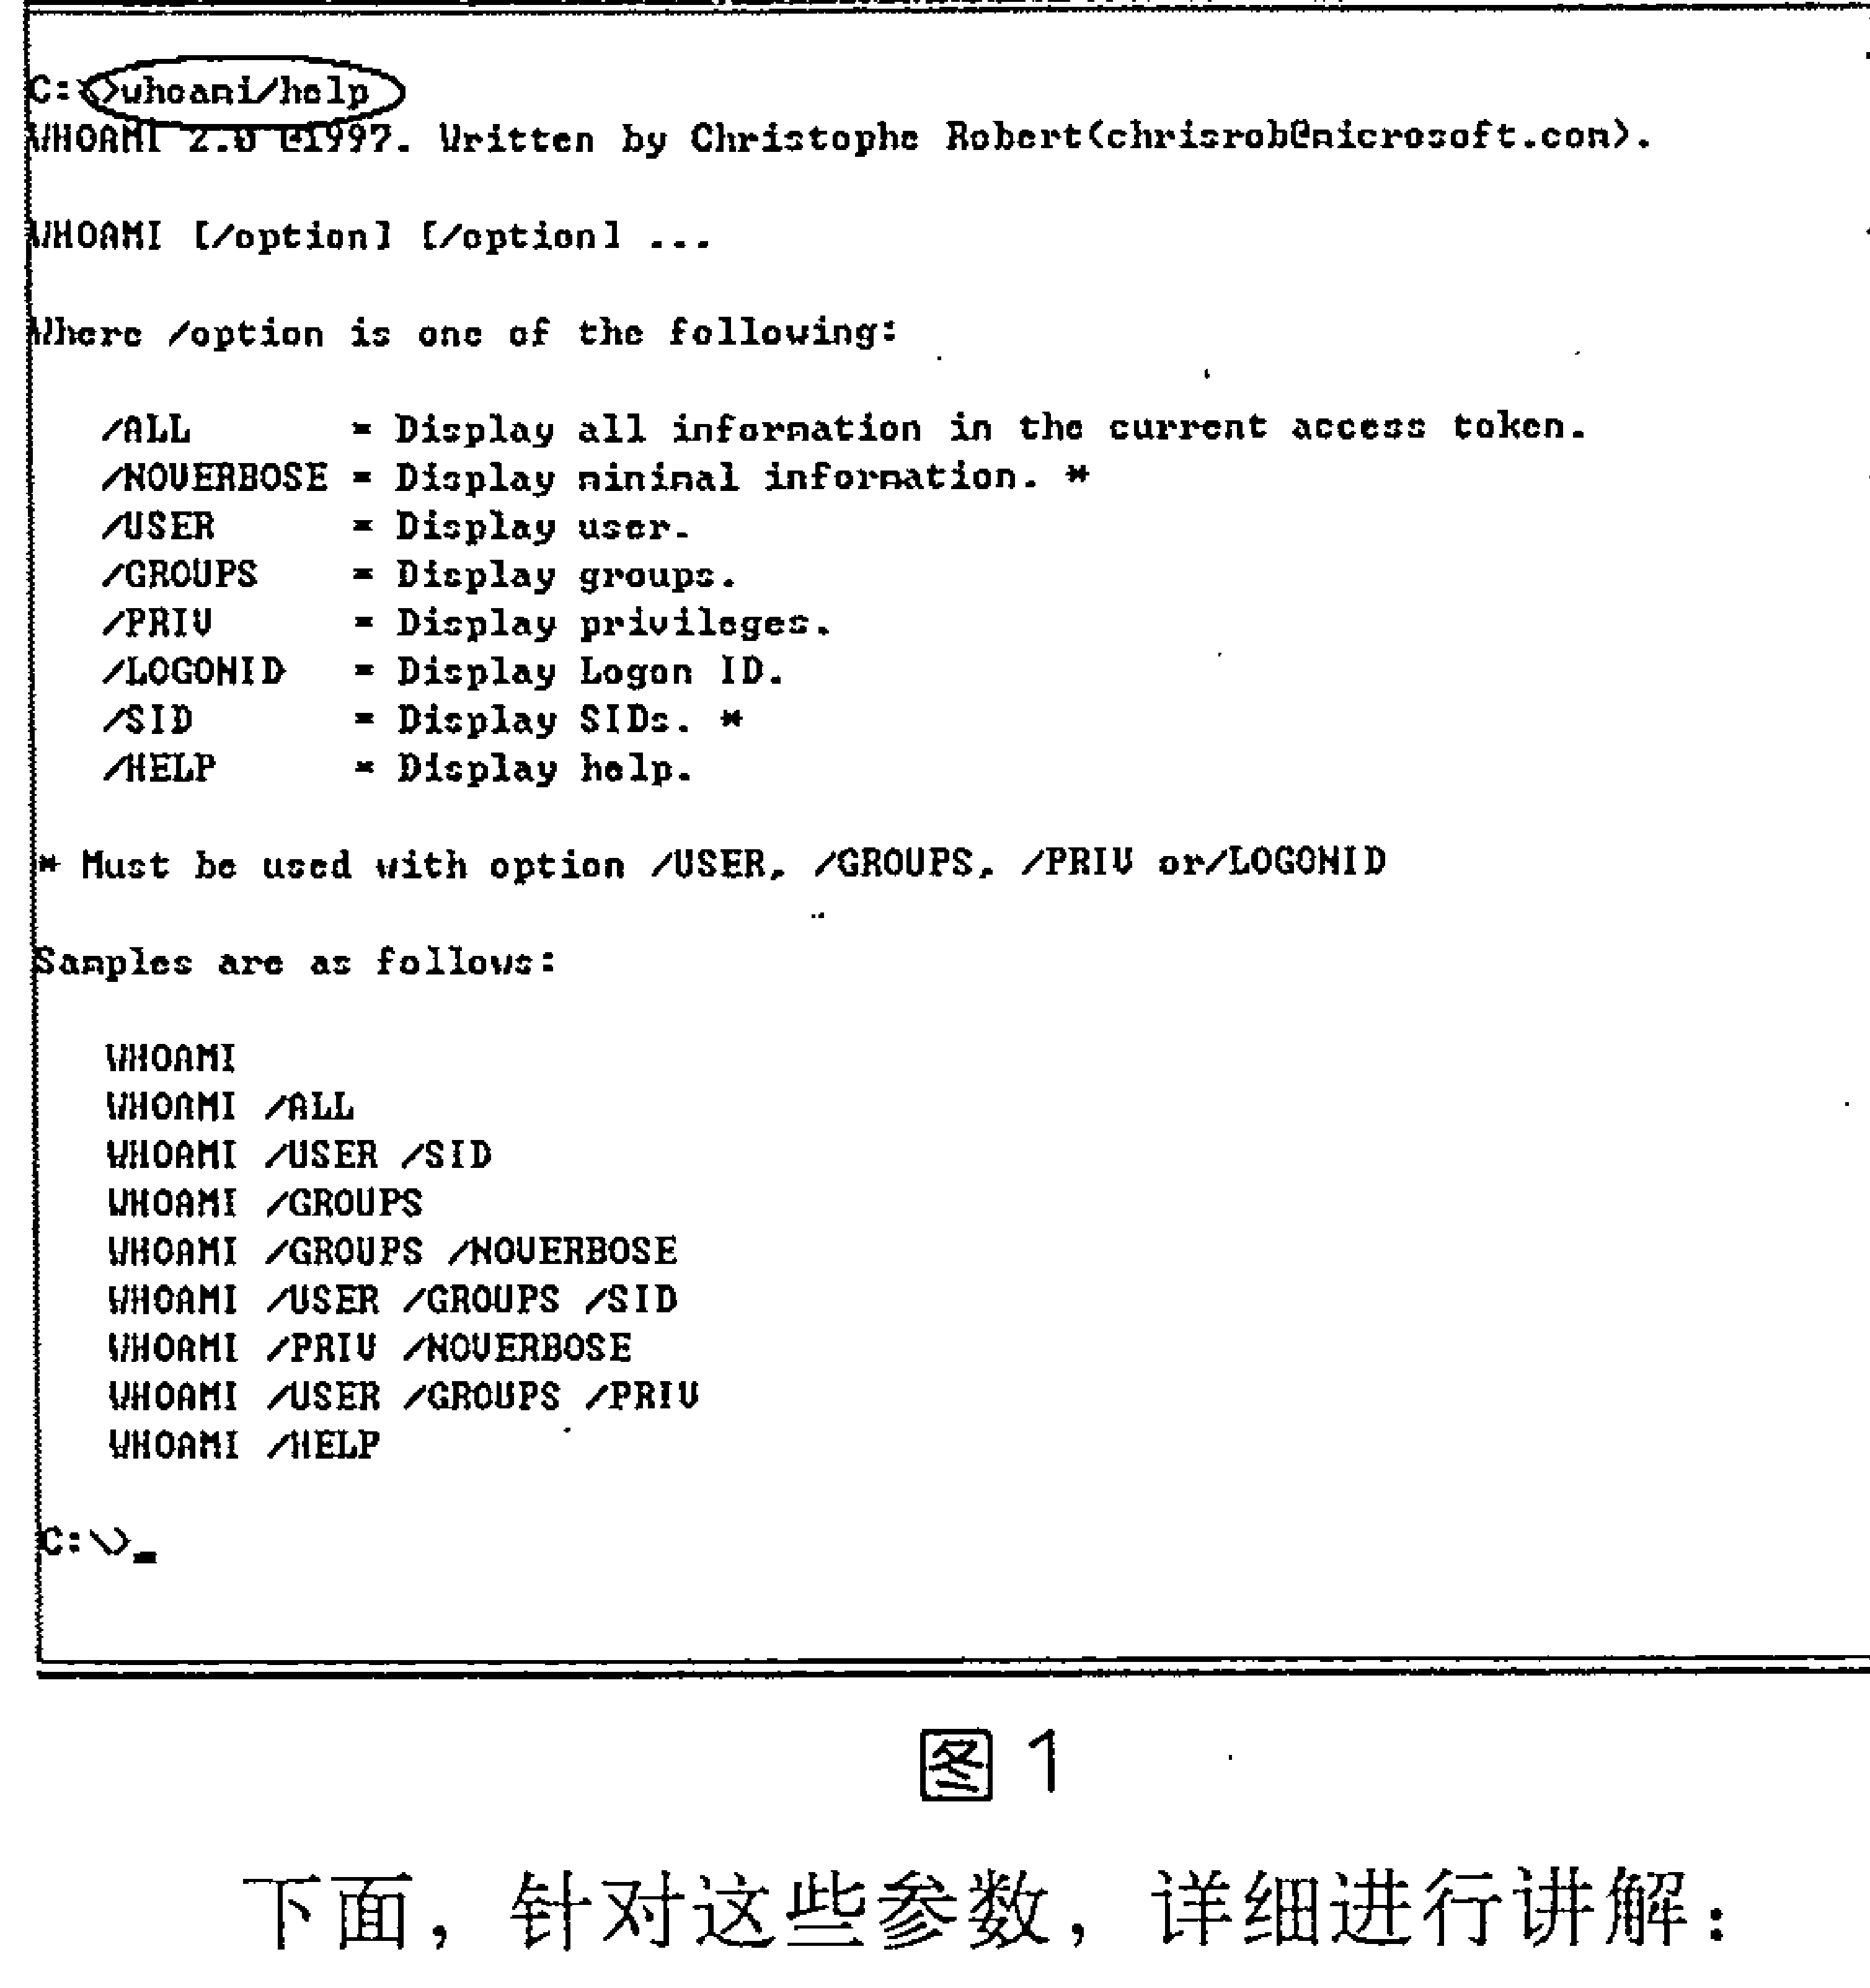 C:\>whoami/help
WHOAMI 2.0 ©1997. Written by Christophe Robert(chrisrob@microsoft.com).
WHOAMI [/option] [/option] ...
Where /option is one of the following:
/ALL = Display all information in the current access token.
/NOVERBOSE = Display minimal information. *
/USER = Display user.
/GROUPS = Display groups.
/PRIV = Display privileges.
/LOGONID = Display Logon ID.
/SID = Display SIDs. *
/HELP = Display help.
* Must be used with option /USER, /GROUPS, /PRIV or/LOGONID
Samples are as follows:
WHOAMI
WHOAMI /ALL
WHOAMI /USER /SID
WHOAMI /GROUPS
WHOAMI /GROUPS /NOVERBOSE
WHOAMI /USER /GROUPS /SID
WHOAMI /PRIV /NOVERBOSE
WHOAMI /USER /GROUPS /PRIV
WHOAMI /HELP
C:\>_
图 1
下面，针对这些参数，详细进行讲解：